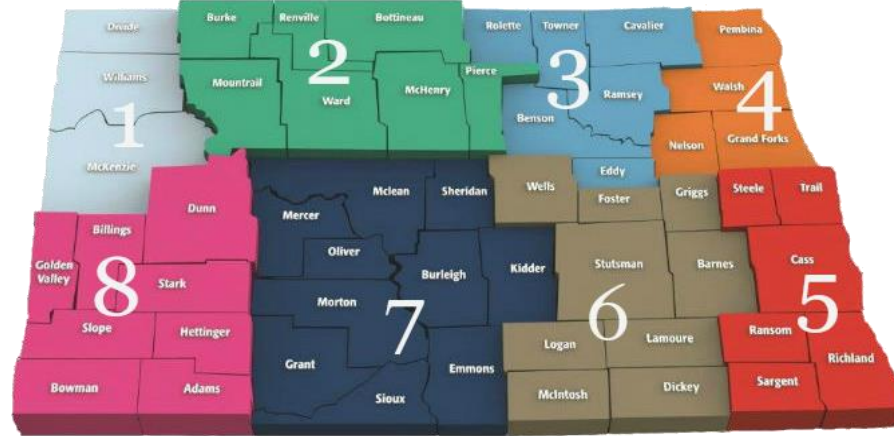 Divide
Williams
1
McKenzie
Burke
Renville
Bottineau
2
Mountrail
Ward
McHenry
Pierce
Rolette
Towner
Cavalier
3
Ramsey
Benson
Eddy
Pembina
Walsh
4
Nelson
Grand Forks
Steele
Trail
Cass
5
Ransom
Richland
Sargent
Wells
Foster
Griggs
Stutsman
Barnes
6
Logan
Lamoure
McIntosh
Dickey
Mclean
Sheridan
Mercer
Oliver
Burleigh
Kidder
Morton
7
Grant
Emmons
Sioux
Dunn
Billings
Golden
Valley
8
Stark
Slope
Hettinger
Bowman
Adams